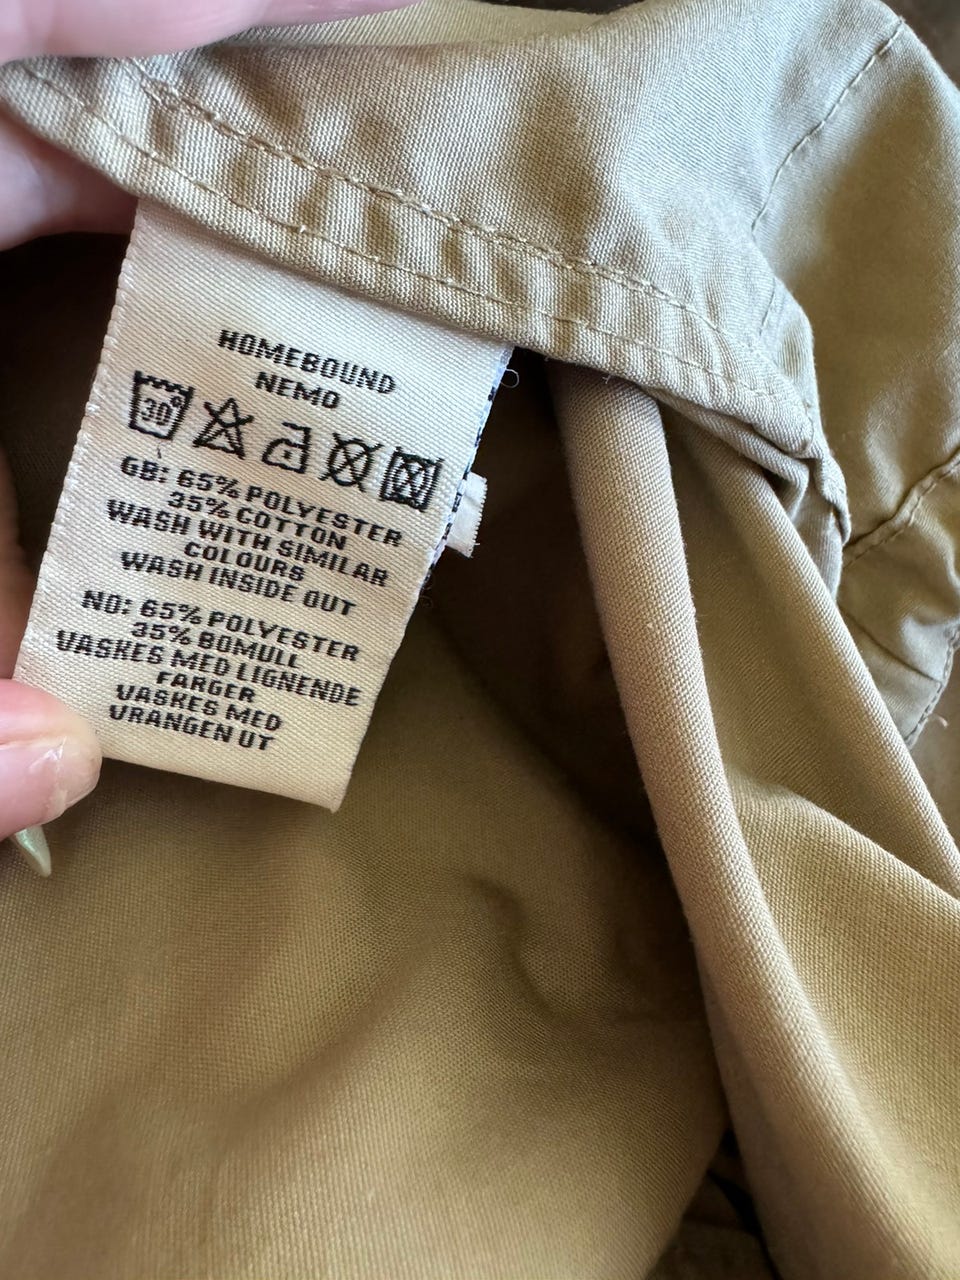 HOMEBOUND
NEMO
30°
GB: 65% POLYESTER
35% COTTON
WASH WITH SIMILAR
COLOURS
WASH INSIDE OUT
NO: 65% POLYESTER
35% BOMULL
VASKES MED LIGNENDE
FARGER
VASKES MED
VRANGEN UT